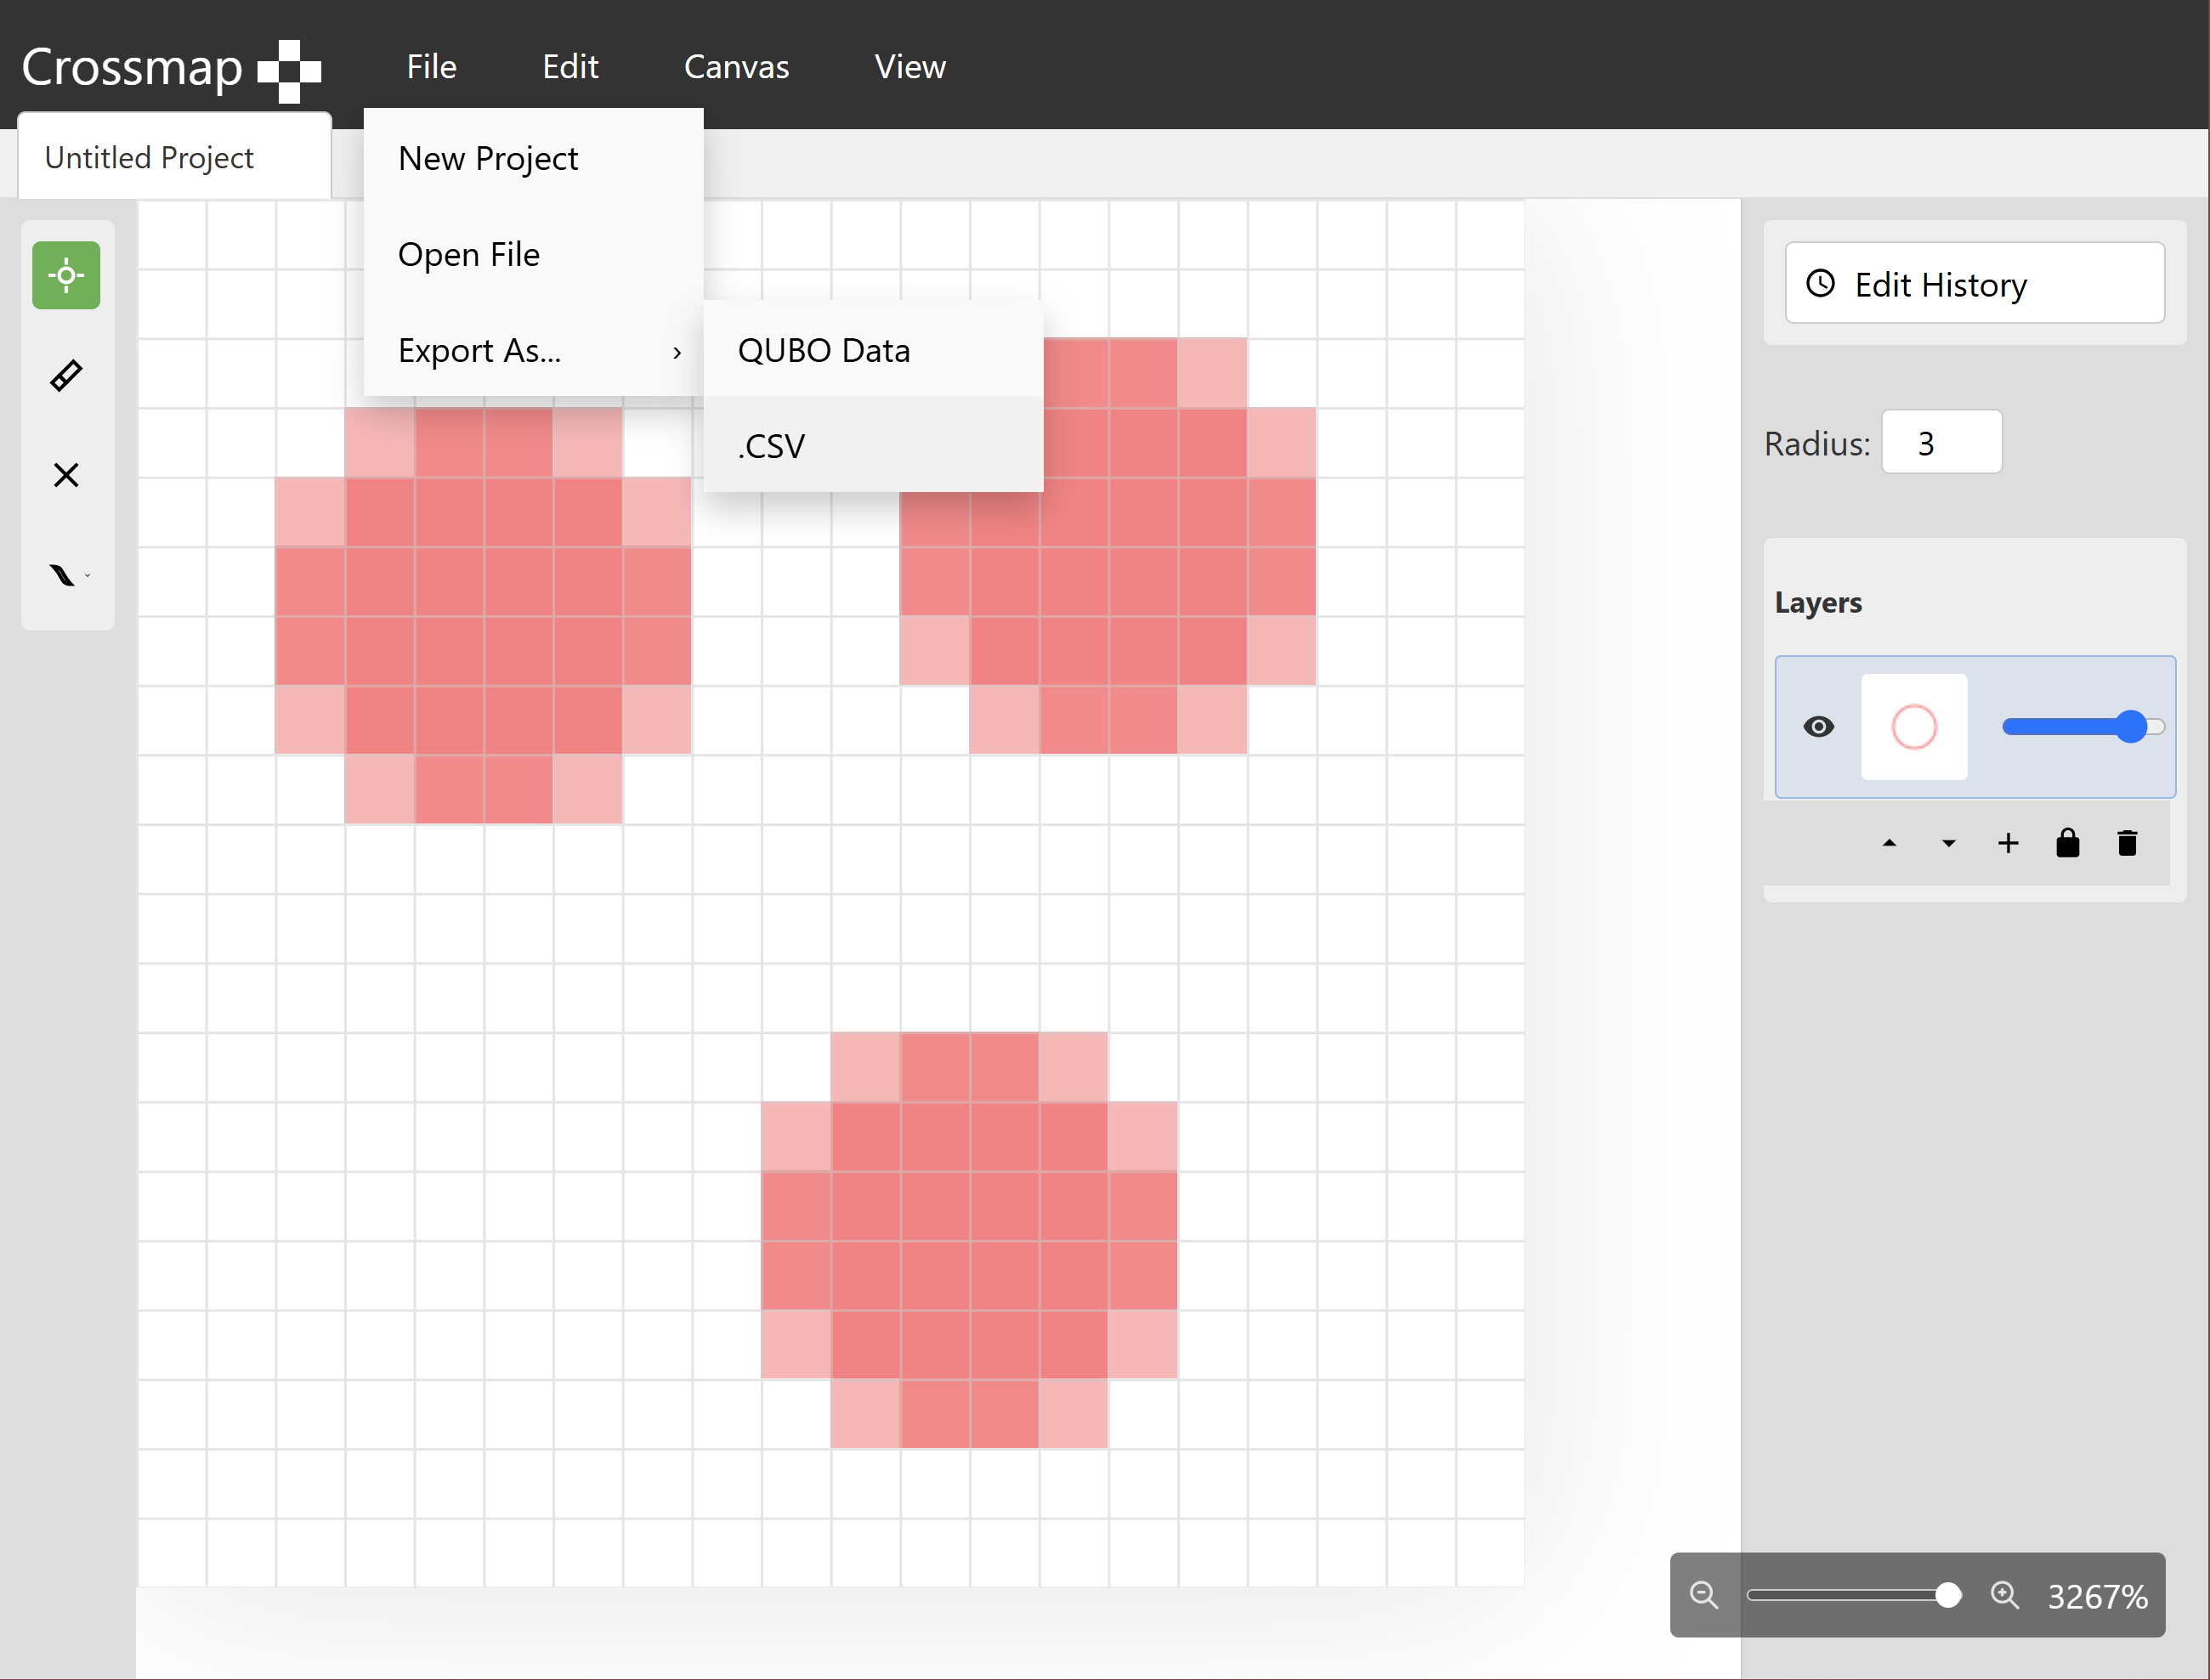 Crossmap
File
Edit
Canvas
View
Untitled Project
New Project
Open File
Export As...
QUBO Data
.CSV
Edit History
Radius: 3
Layers
3267%